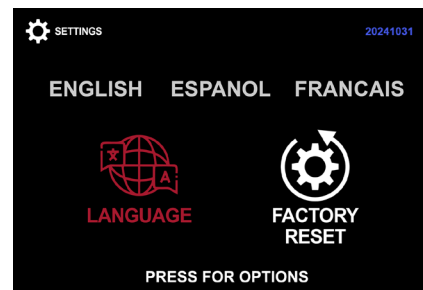 SETTINGS
20241031
ENGLISH ESPANOL FRANCAIS
A
LANGUAGE
FACTORY
RESET
PRESS FOR OPTIONS